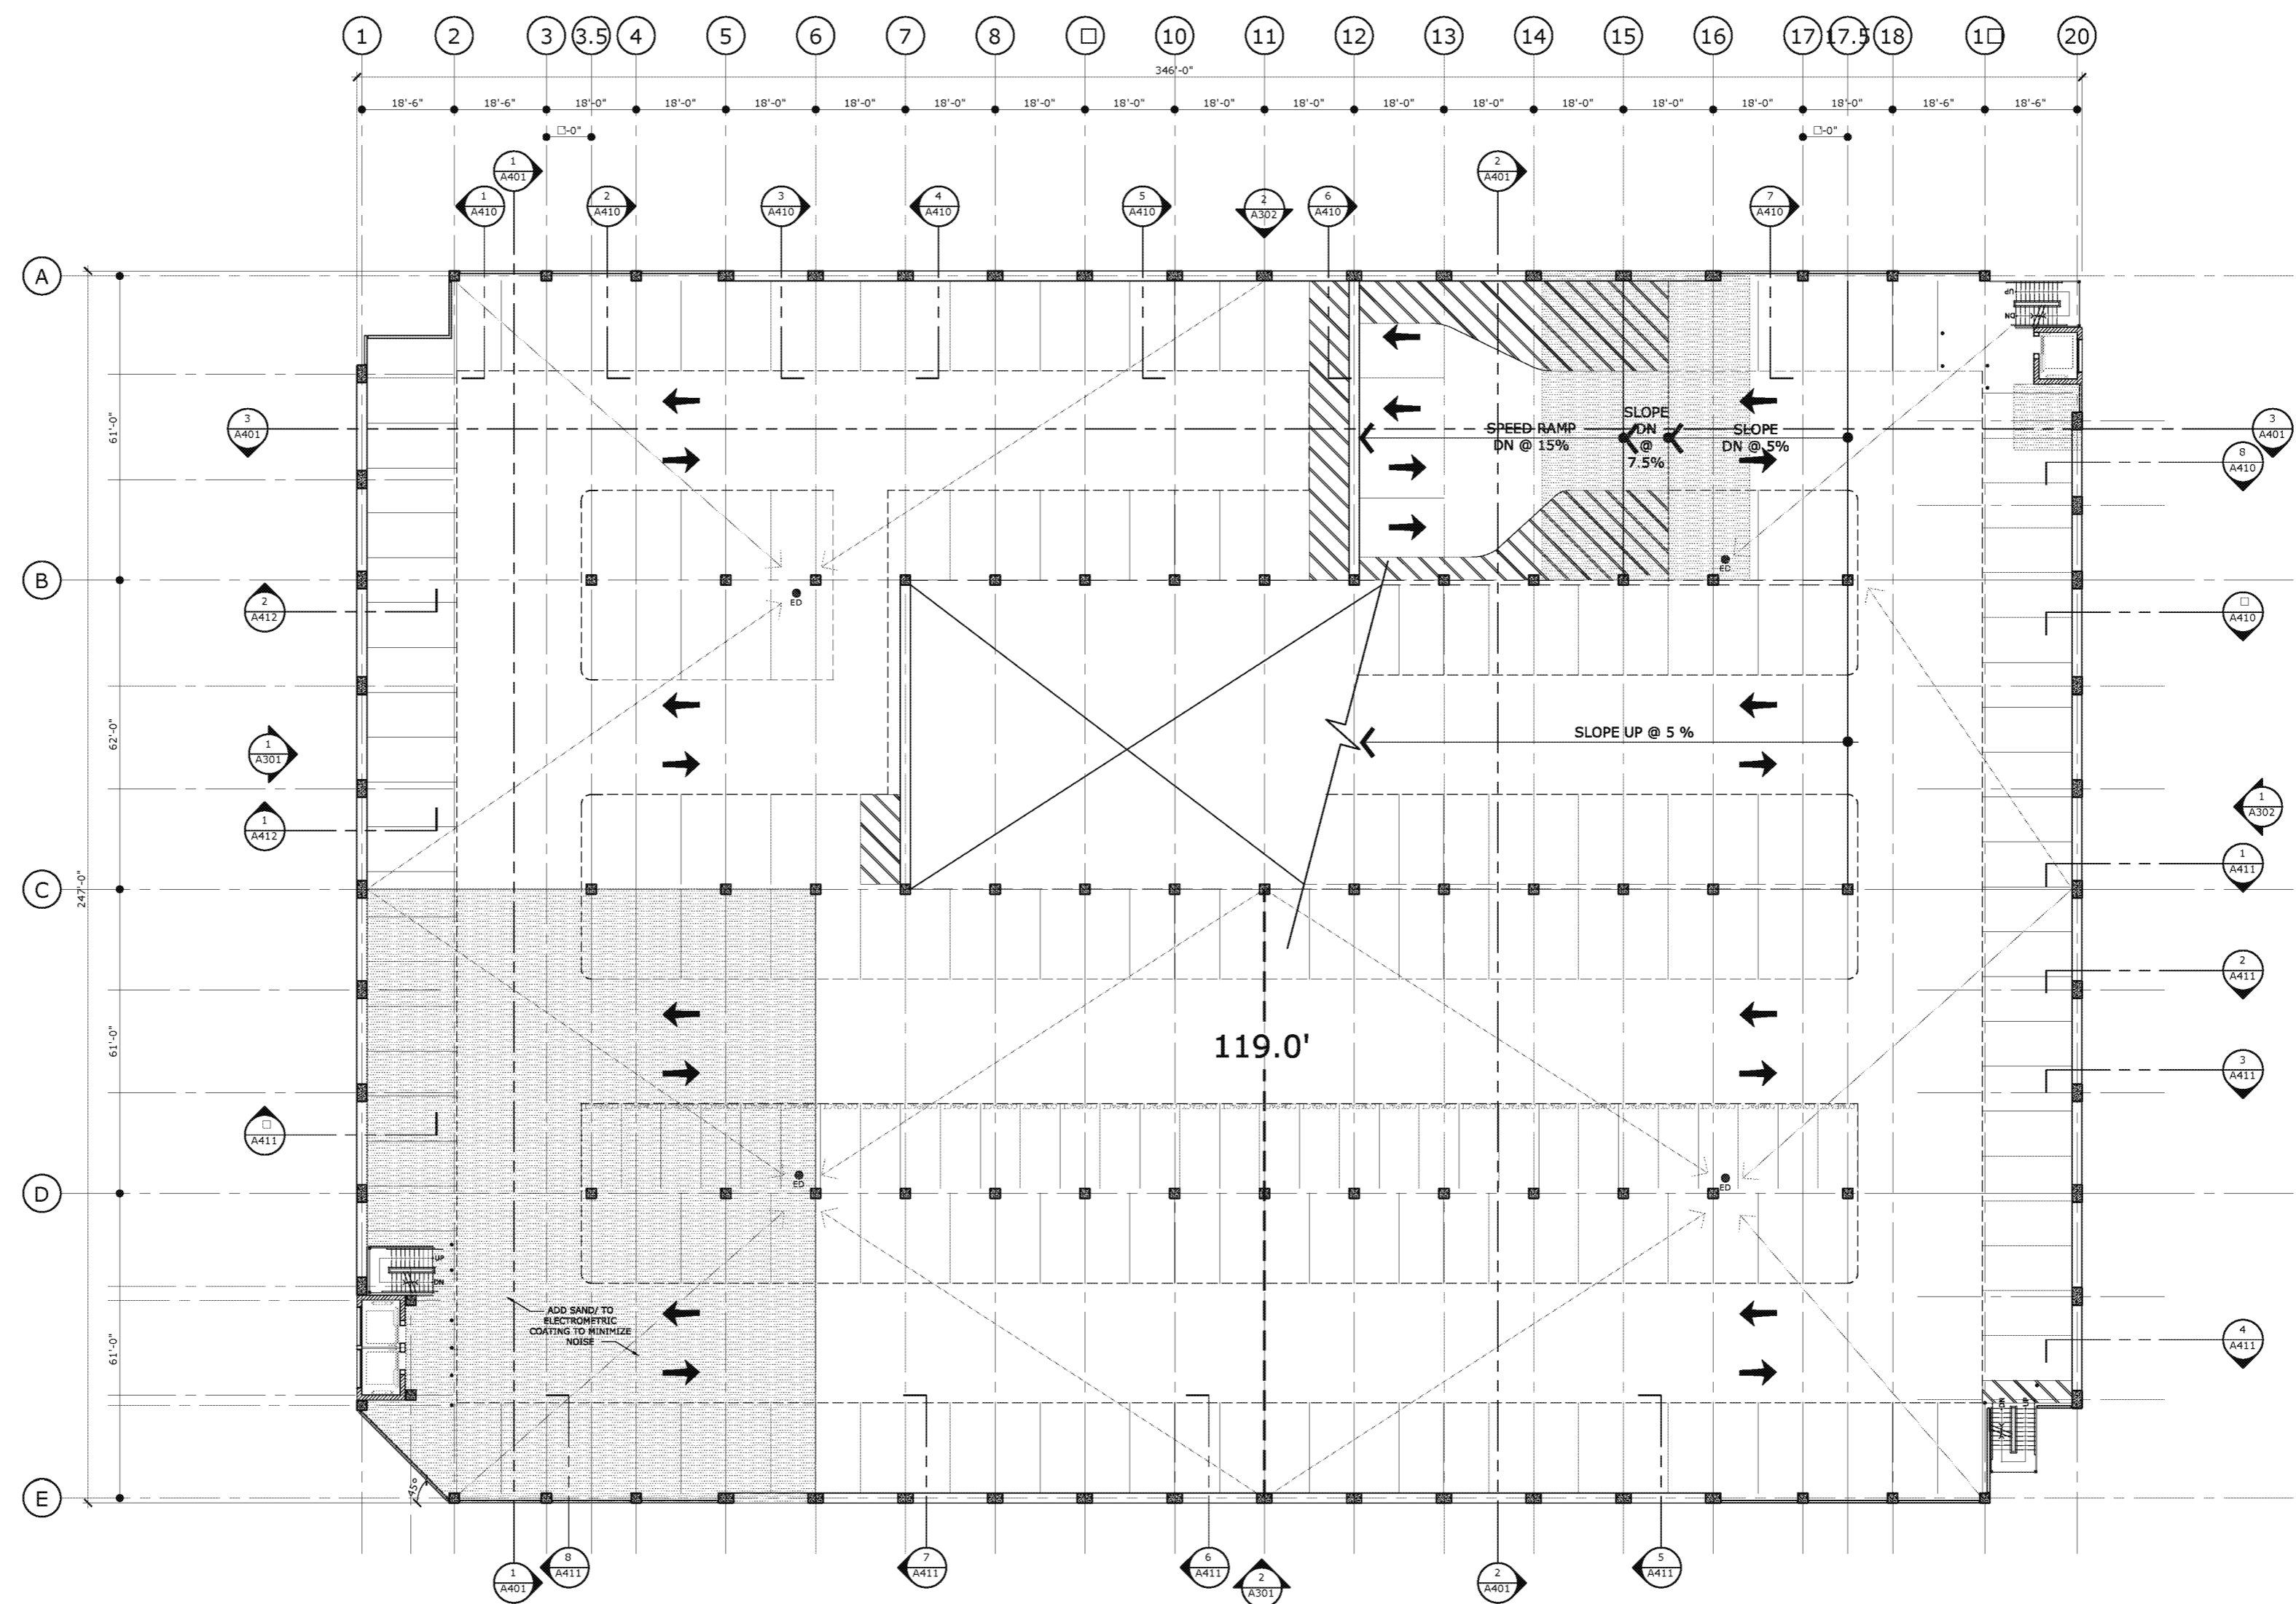 1 2 3 3.5 4 5 6 7 8 □ 10 11 12 13 14 15 16 17 17.5 18 1□ 20
346'-0"
18'-6" 18'-6" 18'-0" 18'-0" 18'-0" 18'-0" 18'-0" 18'-0" 18'-0" 18'-0" 18'-0" 18'-0" 18'-0" 18'-0" 18'-0" 18'-0" 18'-0" 18'-6" 18'-6"
□-0" □-0"
1 A401
2 A401
1 A410
2 A410
3 A410
4 A410
5 A410
2 A302
6 A410
7 A410
A
UP
DN
3 A401
61'-0"
SPEED RAMP
DN @ 15%
SLOPE
DN
@
7.5%
SLOPE
DN @ 5%
3 A401
8 A410
B
ED
ED
2 A412
□ A410
62'-0"
SLOPE UP @ 5 %
1 A301
1 A412
1 A302
1 A411
C
247'-0"
2 A411
61'-0"
119.0'
3 A411
□ A411
ED
ED
D
UP
DN
ADD SAND/ TO
ELECTROMETRIC
COATING TO MINIMIZE
NOISE
61'-0"
4 A411
DN
UP
45°
E
1 A401
8 A411
7 A411
6 A411
2 A301
2 A401
5 A411